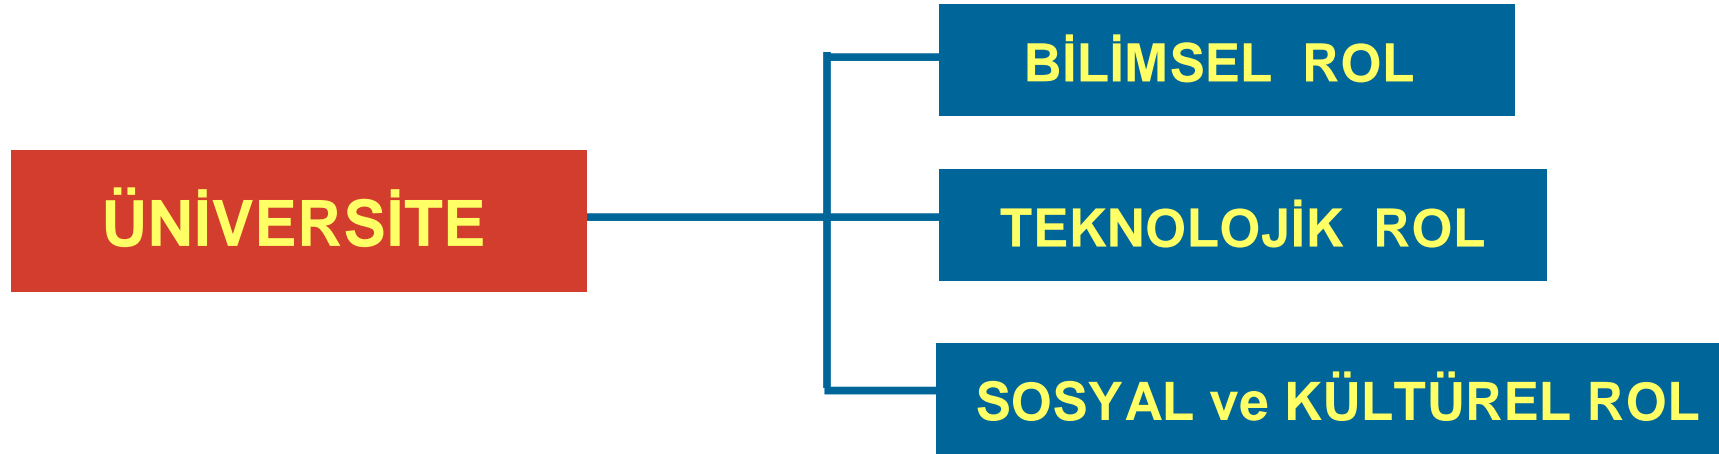 BİLİMSEL ROL
ÜNİVERSİTE
TEKNOLOJİK ROL
SOSYAL ve KÜLTÜREL ROL